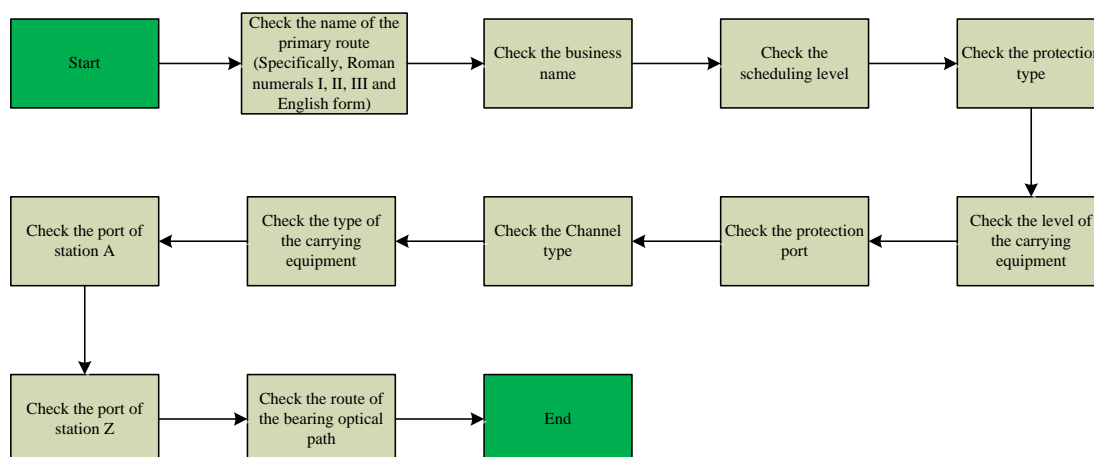 Start
Check the name of the
primary route
(Specifically, Roman
numerals I, II, III and
English form)
Check the business
name
Check the
scheduling level
Check the protection
type
Check the level of
the carrying
equipment
Check the protection
port
Check the Channel
type
Check the type of
the carrying
equipment
Check the port of
station A
Check the port of
station Z
Check the route of
the bearing optical
path
End